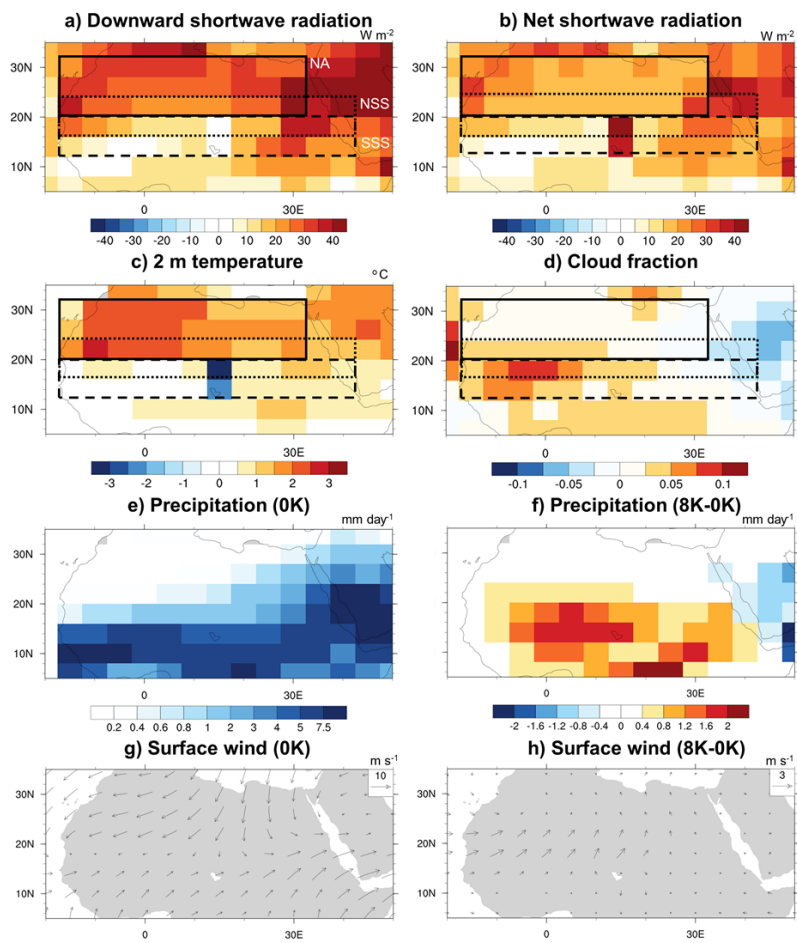 a) Downward shortwave radiation
W m-2
30N
20N
10N
NA
NSS
SSS
0
30E
-40 -30 -20 -10 0 10 20 30 40
b) Net shortwave radiation
W m-2
30N
20N
10N
0
30E
-40 -30 -20 -10 0 10 20 30 40
c) 2 m temperature
°C
30N
20N
10N
0
30E
-3 -2 -1 0 1 2 3
d) Cloud fraction
30N
20N
10N
0
30E
-0.1 -0.05 0 0.05 0.1
e) Precipitation (0K)
mm day-1
30N
20N
10N
0
30E
0.2 0.4 0.6 0.8 1 2 3 4 5 7.5
f) Precipitation (8K-0K)
mm day-1
30N
20N
10N
0
30E
-2 -1.6 -1.2 -0.8 -0.4 0 0.4 0.8 1.2 1.6 2
g) Surface wind (0K)
m s-1
10
30N
20N
10N
0
30E
h) Surface wind (8K-0K)
m s-1
3
30N
20N
10N
0
30E